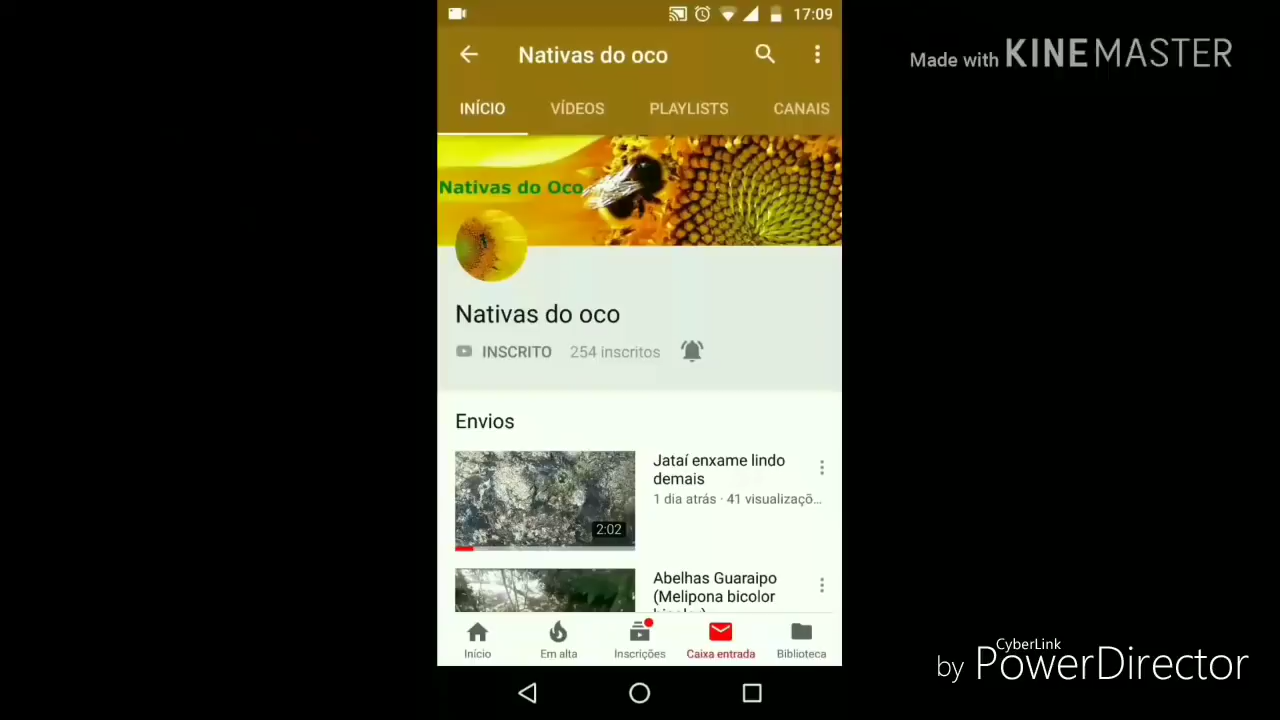 17:09
Nativas do oco
Made with KINEMASTER
INÍCIO VÍDEOS PLAYLISTS CANAIS
Nativas do Oco
Nativas do oco
INSCRITO 254 inscritos
Envios
Jataí enxame lindo
demais
1 dia atrás · 41 visualizaçõ...
2:02
Abelhas Guaraipo
(Melipona bicolor
Início Em alta Inscrições Caixa entrada Biblioteca
CyberLink
by PowerDirector